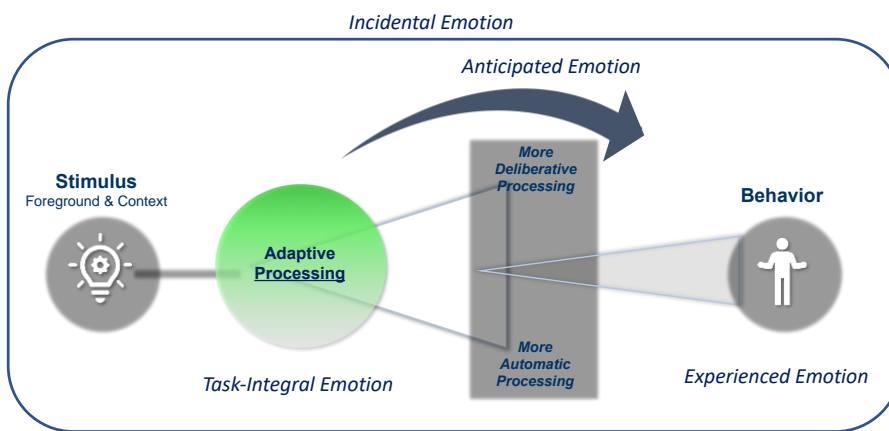 Incidental Emotion
Anticipated Emotion
More
Deliberative
Processing
Stimulus
Foreground & Context
Behavior
Adaptive
Processing
More
Automatic
Processing
Task-Integral Emotion
Experienced Emotion